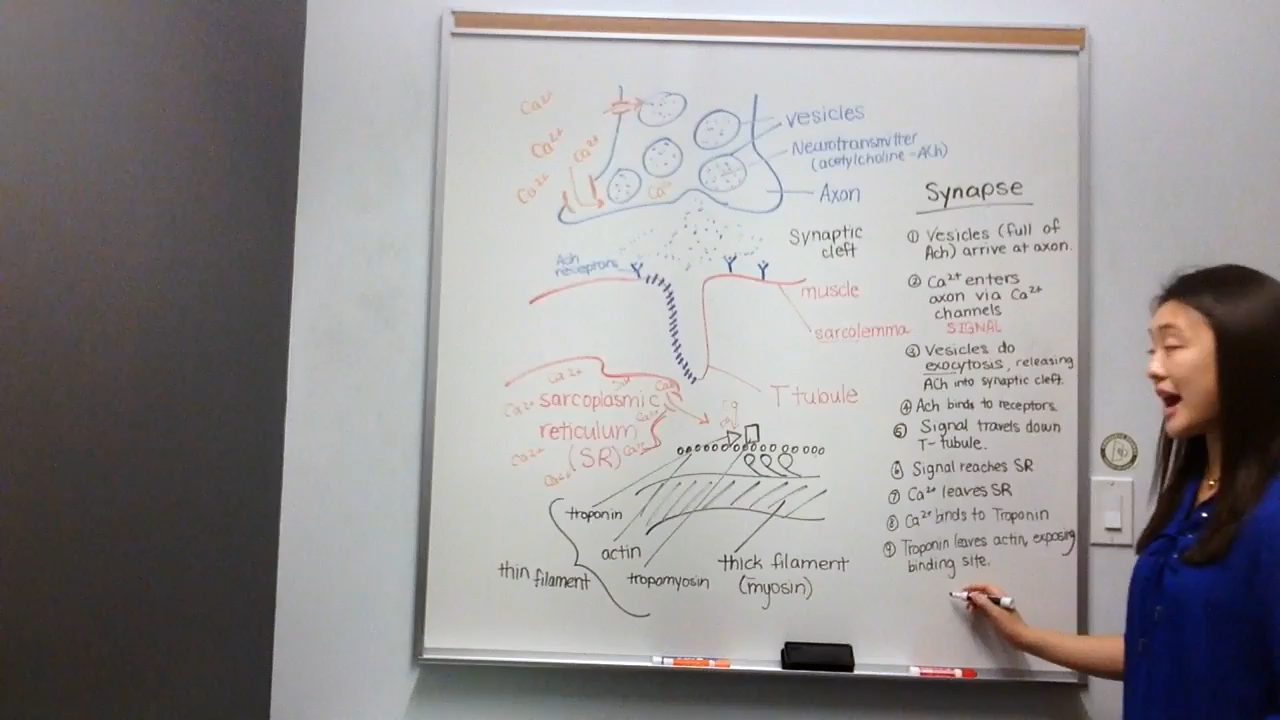 Ca2+
Ca2+
Ca2+
Ca2+
Ca2+
vesicles
Neurotransmitter
(acetylcholine - ACh)
Axon
Synaptic
cleft
Ach
receptors
muscle
sarcolemma
T tubule
Ca2+
Ca2+
Ca2+
sarcoplasmic
Ca2+
reticulum
Ca2+
Ca2+
(SR)
Ca2+
troponin
actin
tropomyosin
thin filament
thick filament
(myosin)
Synapse
① Vesicles (full of
Ach) arrive at axon.
② Ca2+ enters
axon via Ca2+
channels
SIGNAL
③ Vesicles do
exocytosis, releasing
ACh into synaptic cleft.
④ Ach binds to receptors
⑤ Signal travels down
T-tubule.
⑥ Signal reaches SR
⑦ Ca2+ leaves SR
⑧ Ca2+ binds to Troponin
⑨ Troponin leaves actin, exposing
binding site.